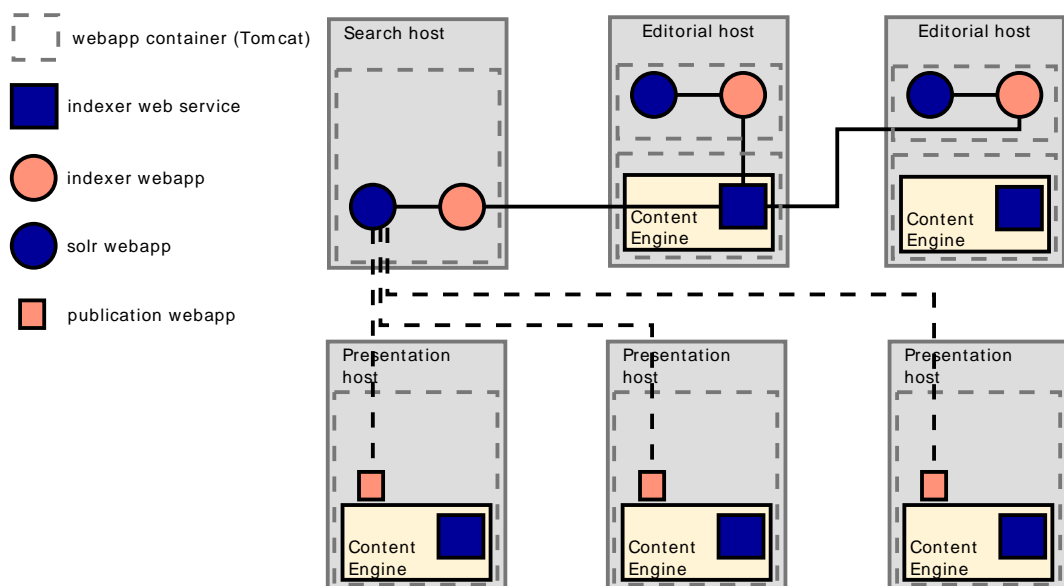 webapp container (Tomcat)
indexer web service
indexer webapp
solr webapp
publication webapp
Search host
Editorial host
Editorial host
Content
Engine
Content
Engine
Presentation
host
Presentation
host
Presentation
host
Content
Engine
Content
Engine
Content
Engine